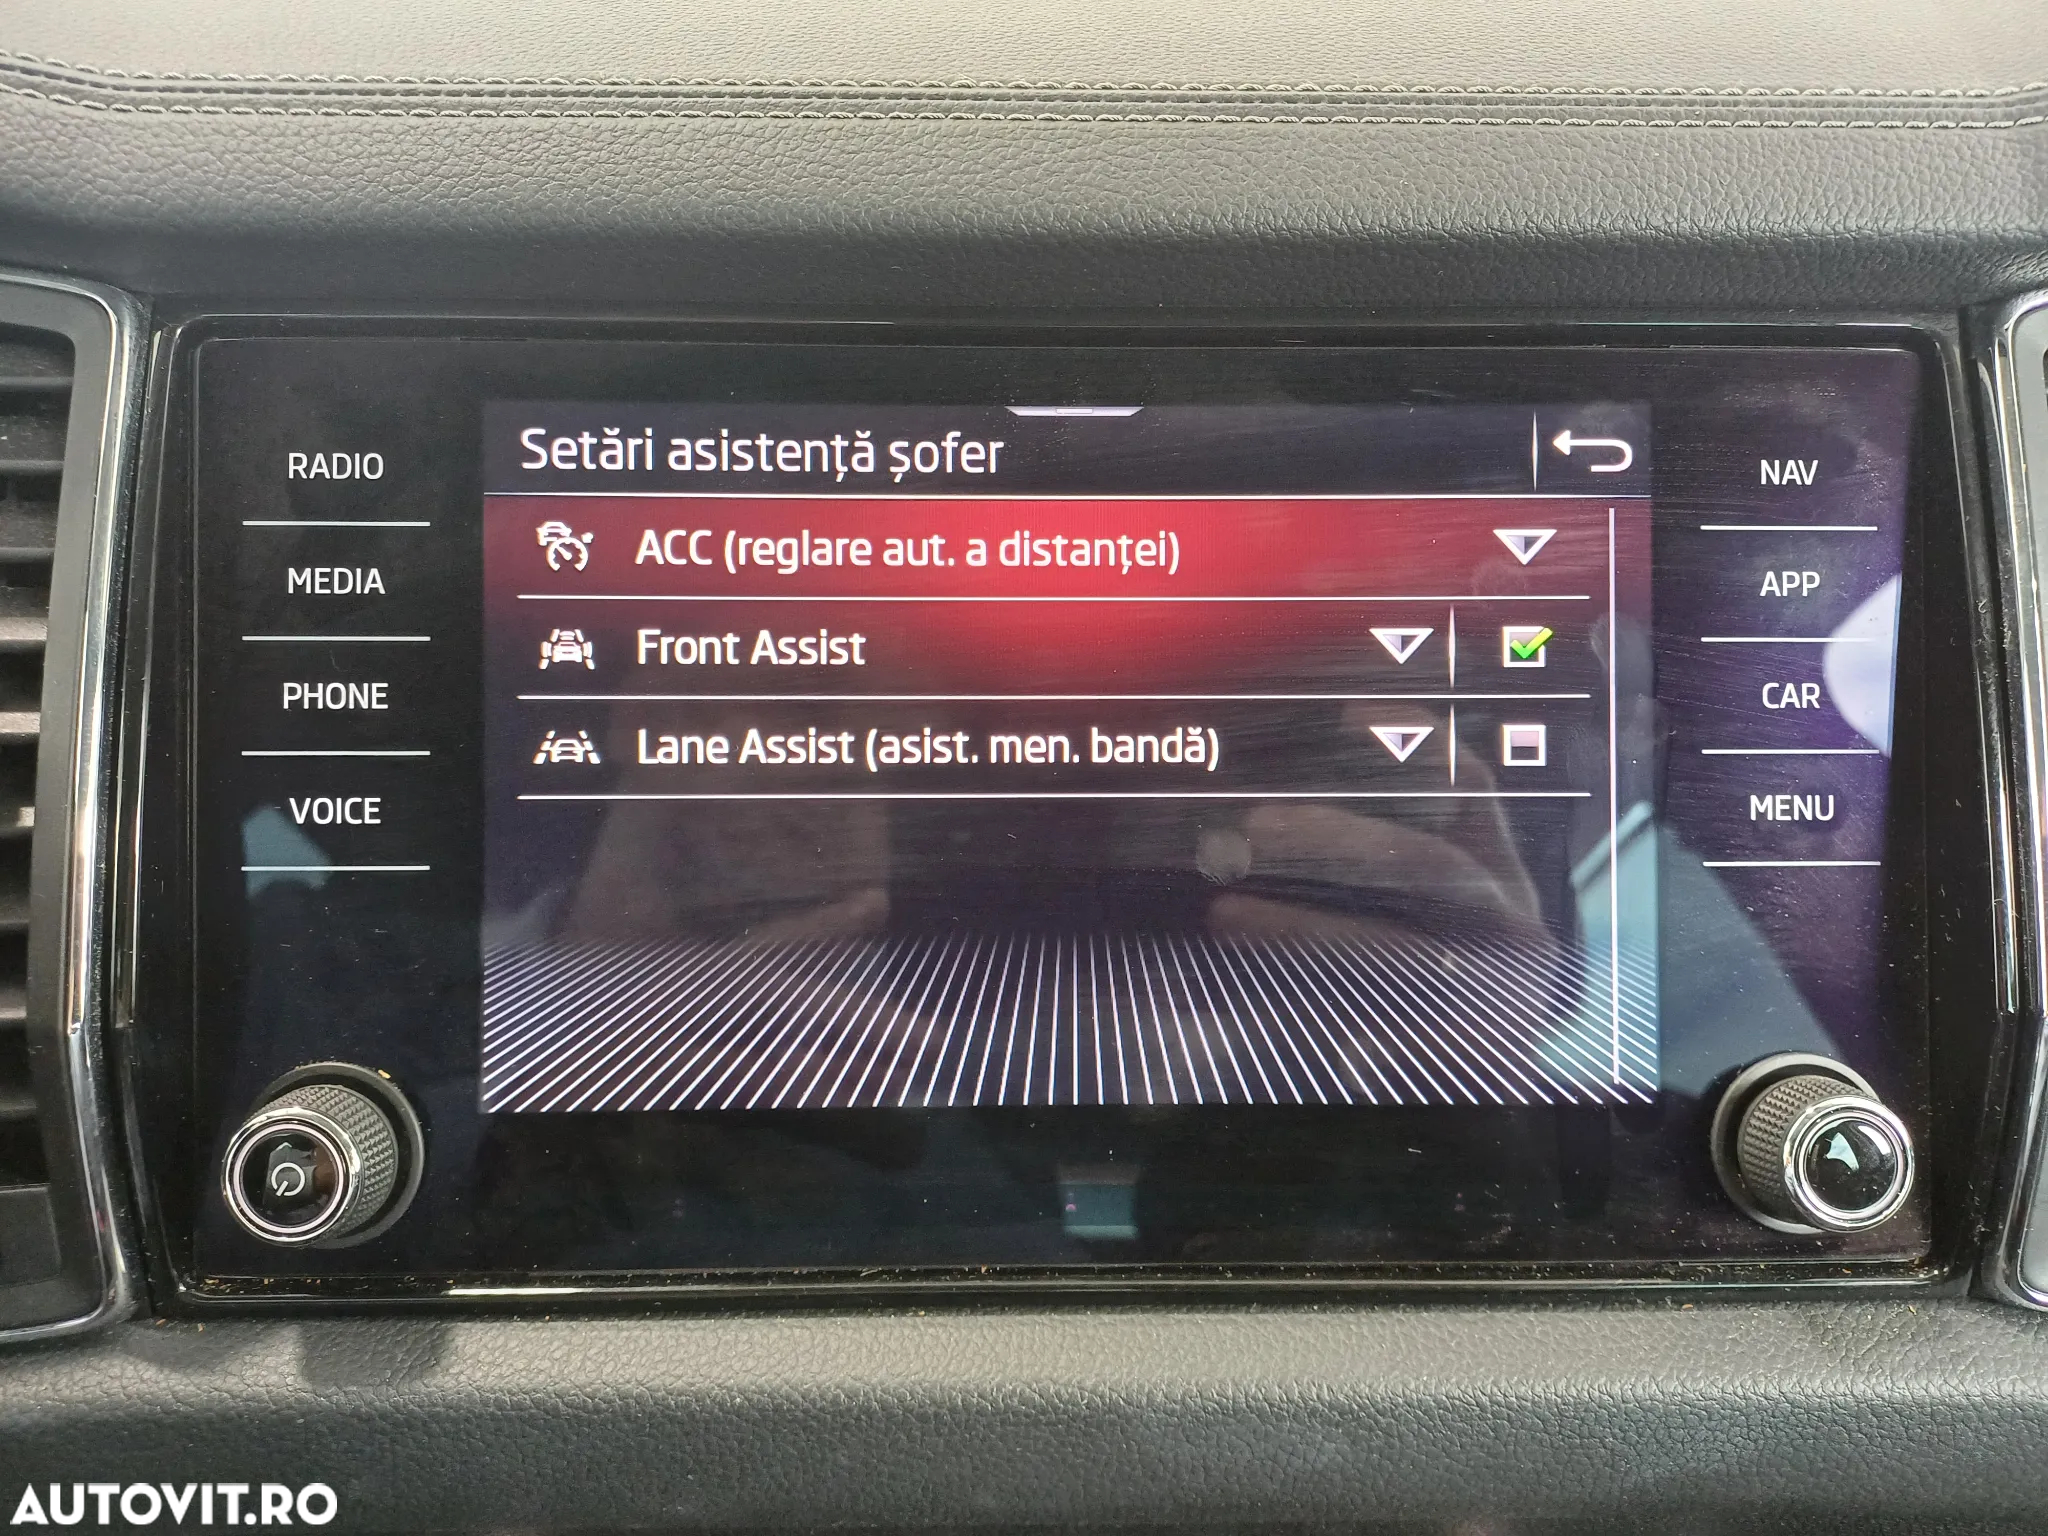 RADIO
MEDIA
PHONE
VOICE
Setări asistență șofer
ACC (reglare aut. a distanței)
Front Assist
Lane Assist (asist. men. bandă)
NAV
APP
CAR
MENU
AUTOVIT.RO